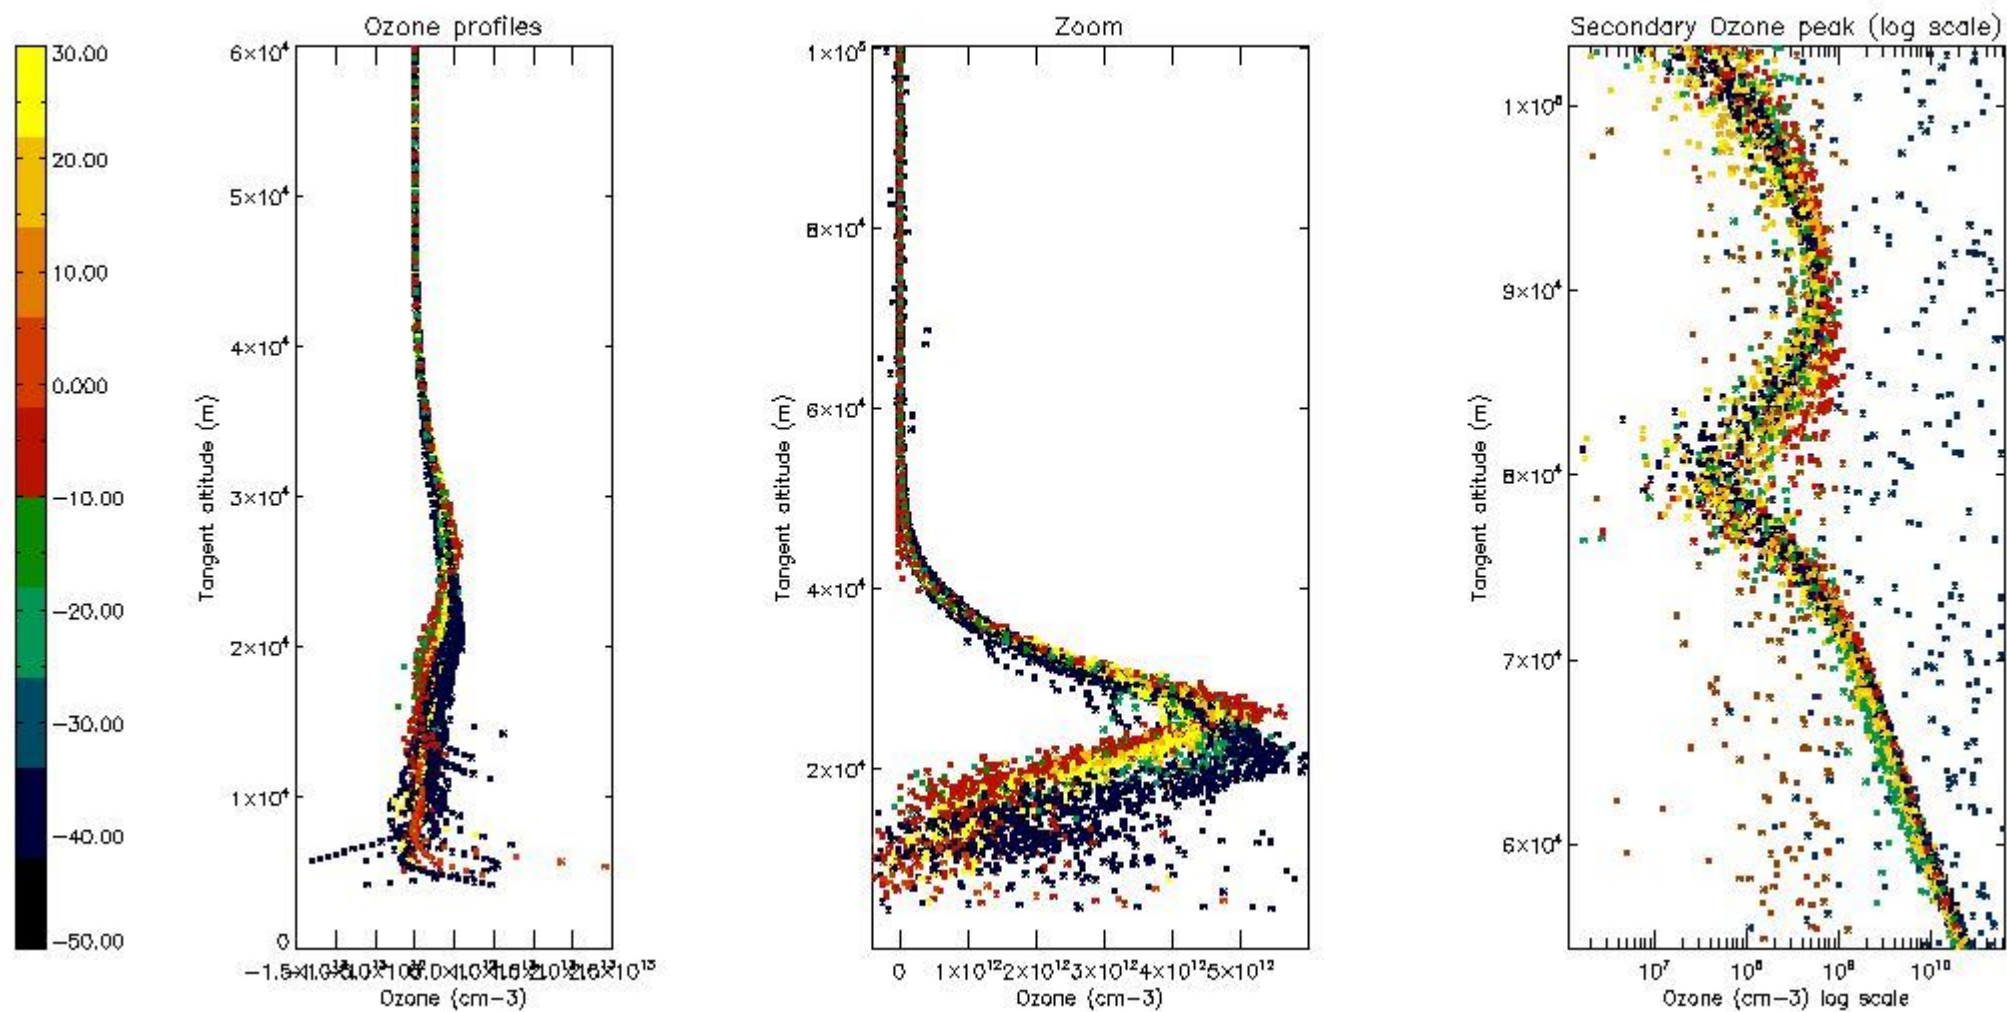 Ozone profiles
Zoom
Secondary Ozone peak (log scale)
30.00
20.00
10.00
0.000
-10.00
-20.00
-30.00
-40.00
-50.00
6×10⁴
5×10⁴
4×10⁴
3×10⁴
2×10⁴
1×10⁴
0
Tangent altitude (m)
Ozone (cm-3)
1×10⁵
8×10⁴
6×10⁴
4×10⁴
2×10⁴
Tangent altitude (m)
0 1×10¹² 2×10¹² 3×10¹² 4×10¹² 5×10¹²
Ozone (cm-3)
9×10⁴
8×10⁴
7×10⁴
6×10⁴
Tangent altitude (m)
10⁷ 10¹⁰
Ozone (cm-3) log scale